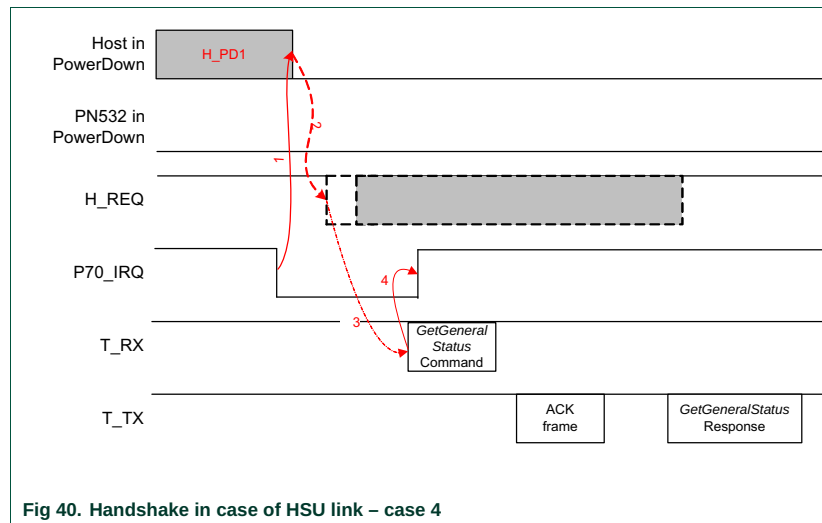 Host in
PowerDown
H_PD1
PN532 in
PowerDown
1
2
H_REQ
P70_IRQ
4
3
T_RX
GetGeneral
Status
Command
T_TX
ACK
frame
GetGeneralStatus
Response
Fig 40. Handshake in case of HSU link – case 4